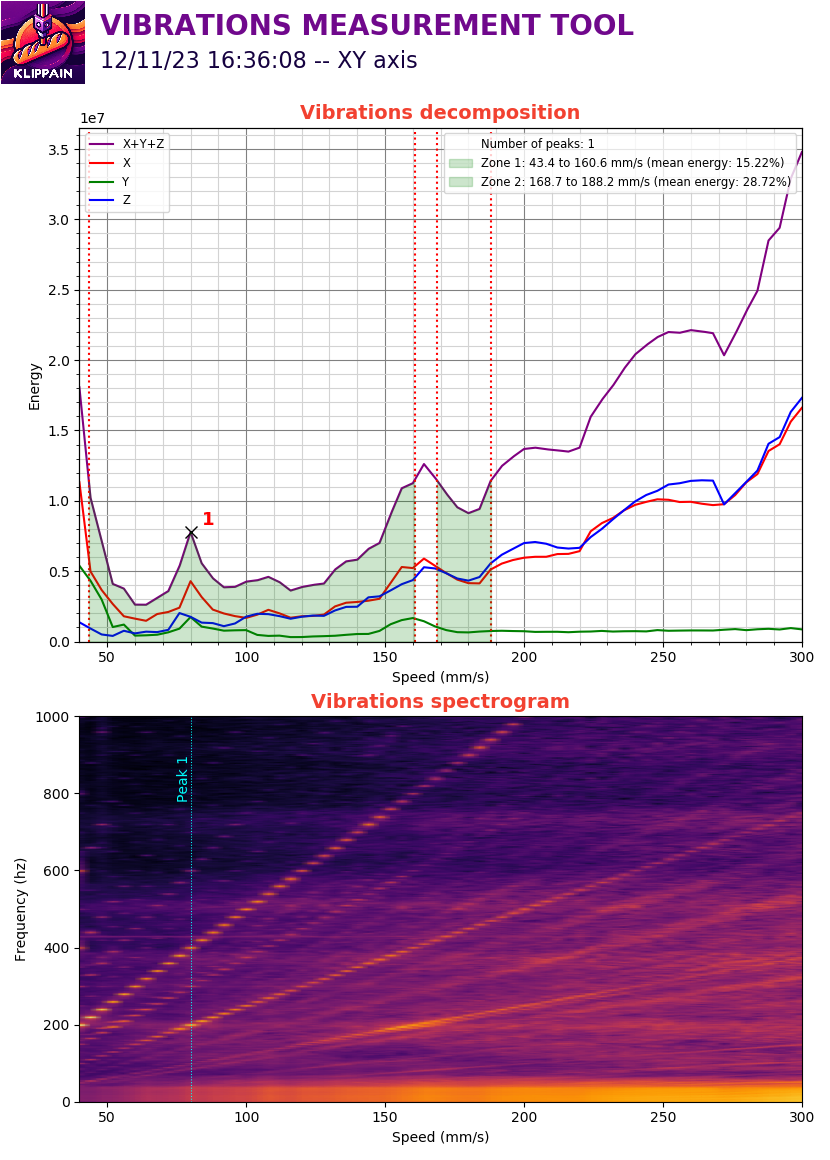 KLIPPAIN
VIBRATIONS MEASUREMENT TOOL
12/11/23 16:36:08 -- XY axis
Vibrations decomposition
1e7
X+Y+Z
X
Y
Z
Number of peaks: 1
Zone 1: 43.4 to 160.6 mm/s (mean energy: 15.22%)
Zone 2: 168.7 to 188.2 mm/s (mean energy: 28.72%)
3.5
3.0
2.5
2.0
1.5
1.0
0.5
0.0
Energy
1
50 100 150 200 250 300
Speed (mm/s)
Vibrations spectrogram
1000
800
600
400
200
0
Frequency (hz)
Peak 1
50 100 150 200 250 300
Speed (mm/s)